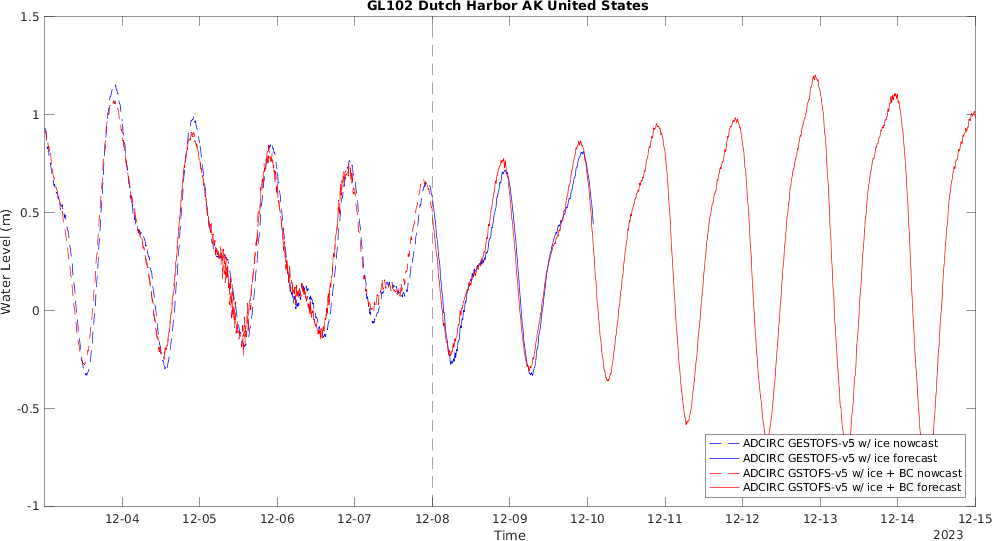 GL102 Dutch Harbor AK United States
1.5
1
0.5
0
-0.5
-1
Water Level (m)
ADCIRC GESTOFS-v5 w/ ice nowcast
ADCIRC GESTOFS-v5 w/ ice forecast
ADCIRC GSTOFS-v5 w/ ice + BC nowcast
ADCIRC GSTOFS-v5 w/ ice + BC forecast
12-04 12-05 12-06 12-07 12-08 12-09 12-10 12-11 12-12 12-13 12-14 12-15
Time
2023